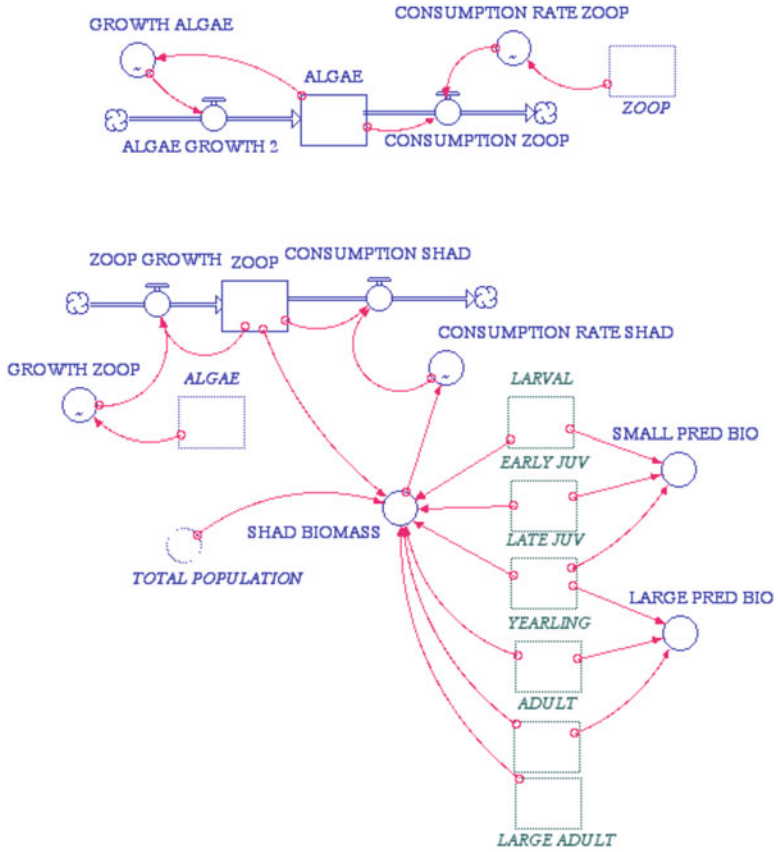 GROWTH ALGAE
CONSUMPTION RATE ZOOP
~
~
ALGAE
ZOOP
ALGAE GROWTH 2
CONSUMPTION ZOOP
ZOOP GROWTH
ZOOP
CONSUMPTION SHAD
CONSUMPTION RATE SHAD
~
GROWTH ZOOP
~
ALGAE
LARVAL
SMALL PRED BIO
EARLY JUV
SHAD BIOMASS
LATE JUV
TOTAL POPULATION
LARGE PRED BIO
YEARLING
ADULT
LARGE ADULT